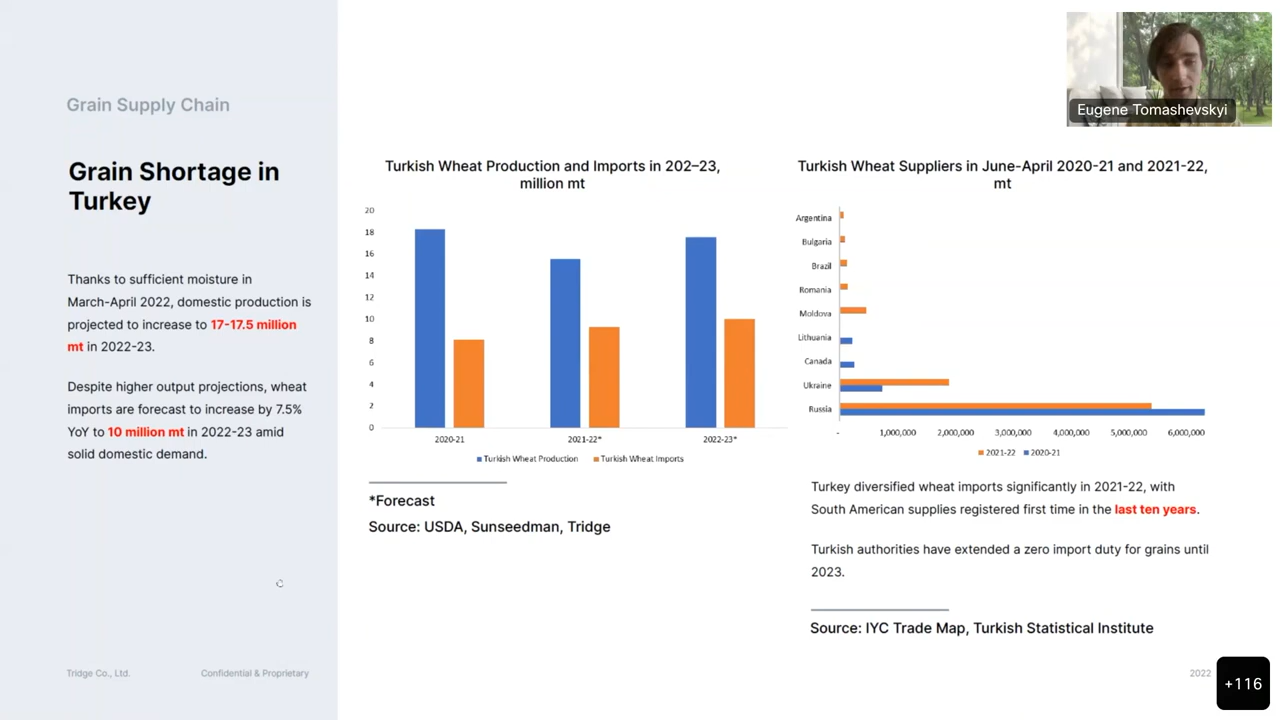 Grain Supply Chain
Grain Shortage in
Turkey
Thanks to sufficient moisture in
March-April 2022, domestic production is
projected to increase to 17-17.5 million
mt in 2022-23.
Despite higher output projections, wheat
imports are forecast to increase by 7.5%
YoY to 10 million mt in 2022-23 amid
solid domestic demand.
Tridge Co., Ltd.
Confidential & Proprietary
Turkish Wheat Production and Imports in 202–23,
million mt
20
18
16
14
12
10
8
6
4
2
0
2020-21
2021-22*
2022-23*
Turkish Wheat Production
Turkish Wheat Imports
*Forecast
Source: USDA, Sunseedman, Tridge
Eugene Tomashevskyi
Turkish Wheat Suppliers in June-April 2020-21 and 2021-22,
mt
Argentina
Bulgaria
Brazil
Romania
Moldova
Lithuania
Canada
Ukraine
Russia
-
1,000,000
2,000,000
3,000,000
4,000,000
5,000,000
6,000,000
2021-22
2020-21
Turkey diversified wheat imports significantly in 2021-22, with
South American supplies registered first time in the last ten years.
Turkish authorities have extended a zero import duty for grains until
2023.
Source: IYC Trade Map, Turkish Statistical Institute
2022
+116